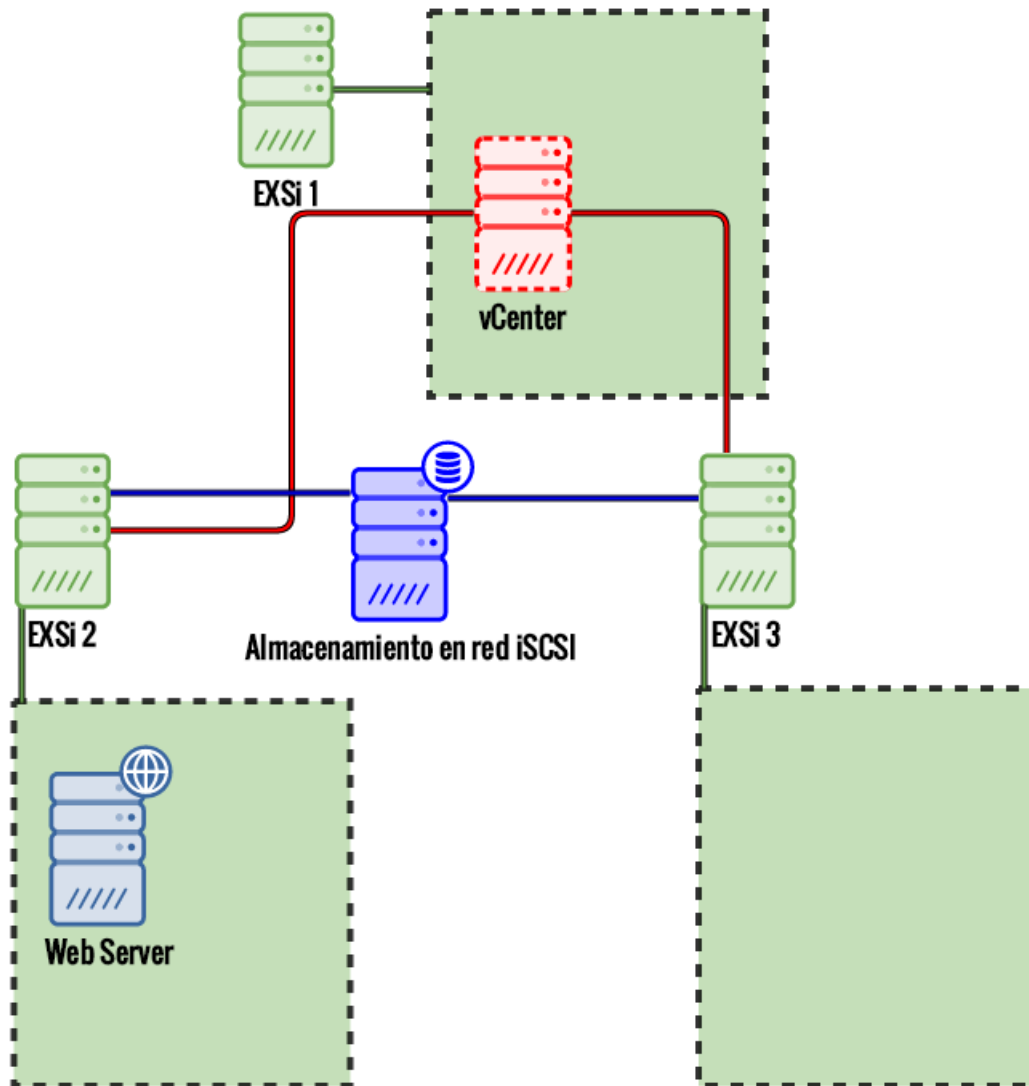 EXSi 1
vCenter
EXSi 2
Almacenamiento en red iSCSI
EXSi 3
Web Server